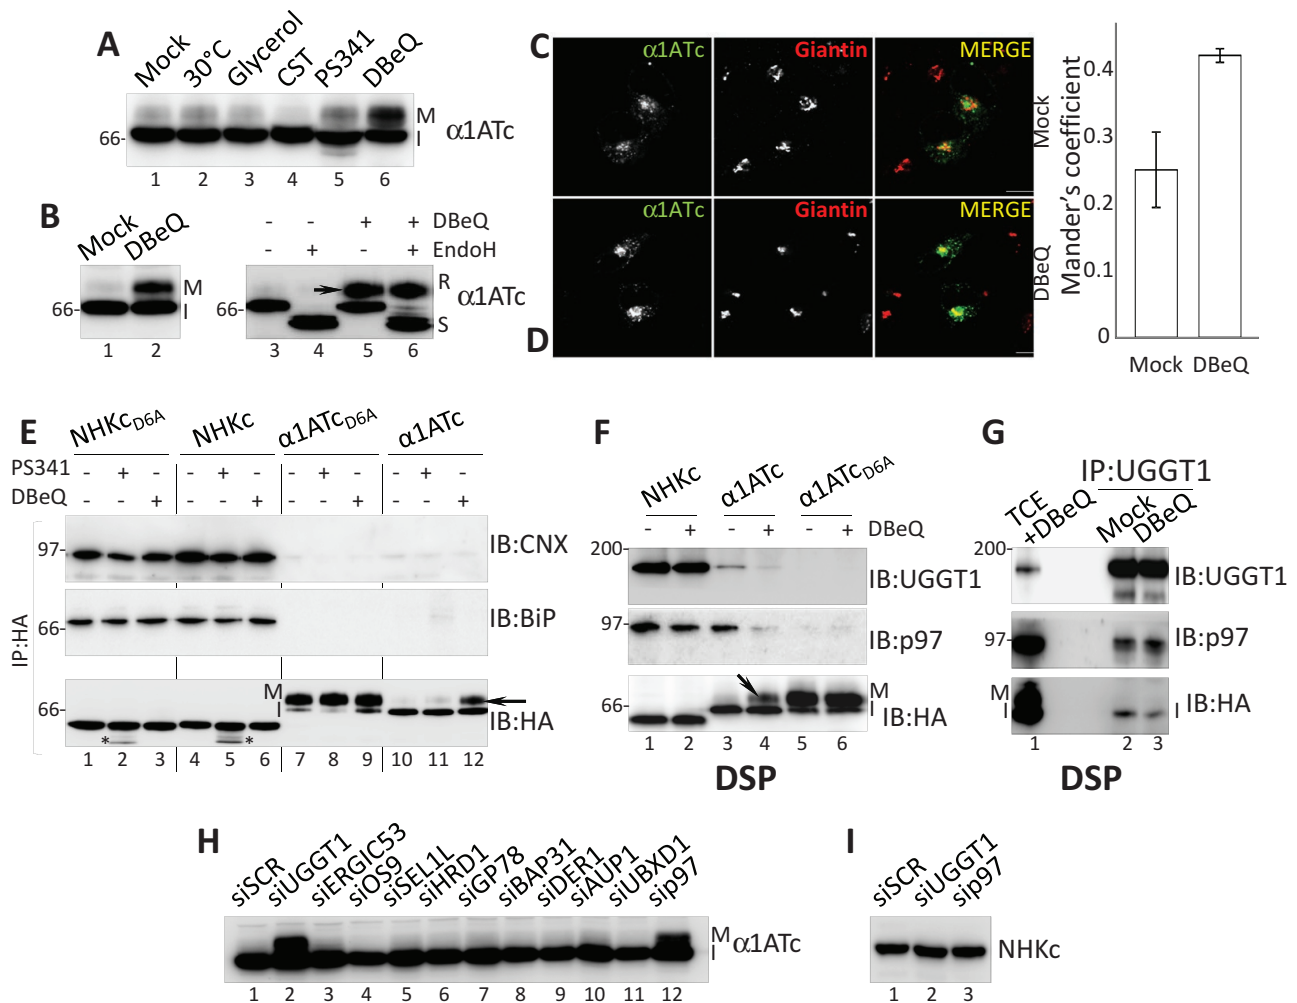 A
Mock 30°C Glycerol CST PS341 DBeQ
66-
M
I
α1ATc
1 2 3 4 5 6
B
Mock DBeQ
66-
M
I
1 2
- - + + DBeQ
- + - + EndoH
66-
R
S
α1ATc
3 4 5 6
C
α1ATc Giantin MERGE
Mock
α1ATc Giantin MERGE
DBeQ
D
Mander's coefficient
0.4
0.3
0.2
0.1
0
Mock DBeQ
E
NHKcD6A NHKc α1ATcD6A α1ATc
PS341 - + - - + - - + - - + -
DBeQ - - + - - + - - + - - +
IP:HA
97-
IB:CNX
66-
IB:BiP
66-
M
I
IB:HA
* *
1 2 3 4 5 6 7 8 9 10 11 12
F
NHKc α1ATc α1ATcD6A
- + - + - + DBeQ
200-
IB:UGGT1
97-
IB:p97
66-
M
I
IB:HA
1 2 3 4 5 6
DSP
G
IP:UGGT1
TCE
+DBeQ
Mock DBeQ
200-
IB:UGGT1
97-
IB:p97
M
I
I IB:HA
1 2 3
DSP
H
siSCR siUGGT1 siERGIC53 siOS9 siSEL1L siHRD1 siGP78 siBAP31 siDER1 siAUP1 siUBXD1 sip97
M
I
α1ATc
1 2 3 4 5 6 7 8 9 10 11 12
I
siSCR siUGGT1 sip97
NHKc
1 2 3